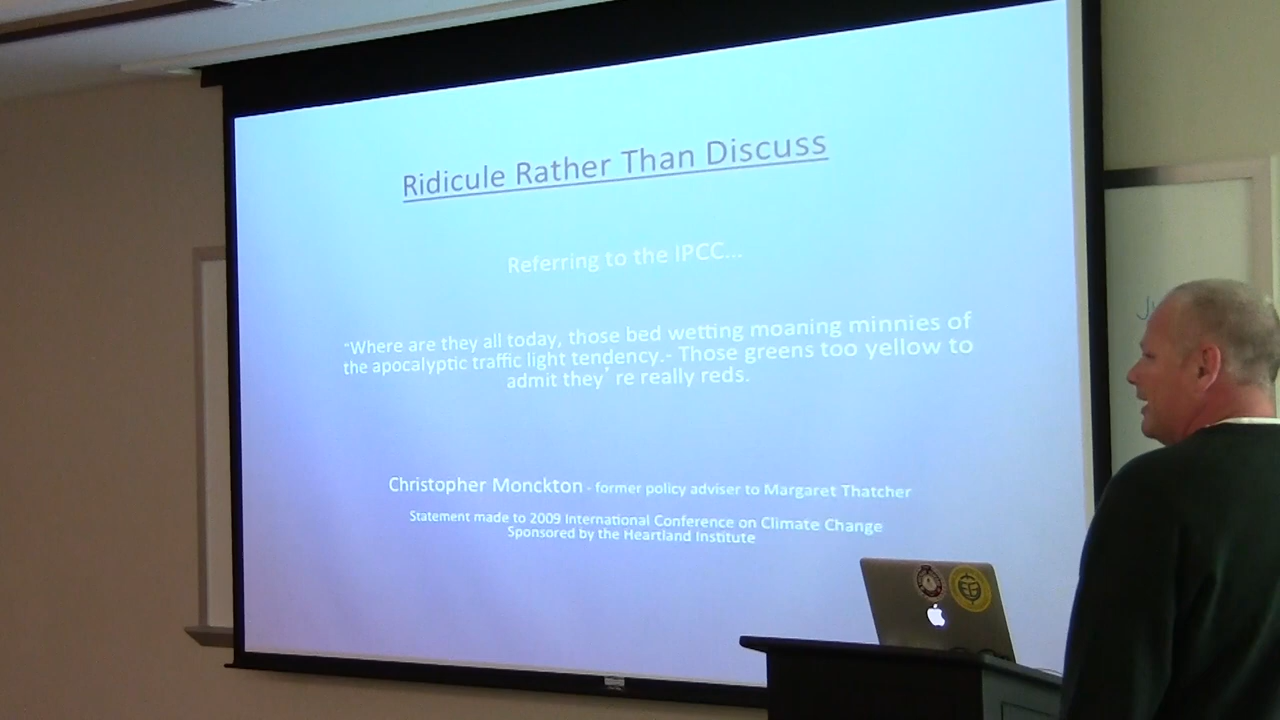 Ridicule Rather Than Discuss
Referring to the IPCC...
“Where are they all today, those bed wetting moaning minnies of
the apocalyptic traffic light tendency.- Those greens too yellow to
admit they’ re really reds.
Christopher Monckton - former policy adviser to Margaret Thatcher
Statement made to 2009 International Conference on Climate Change
Sponsored by the Heartland Institute